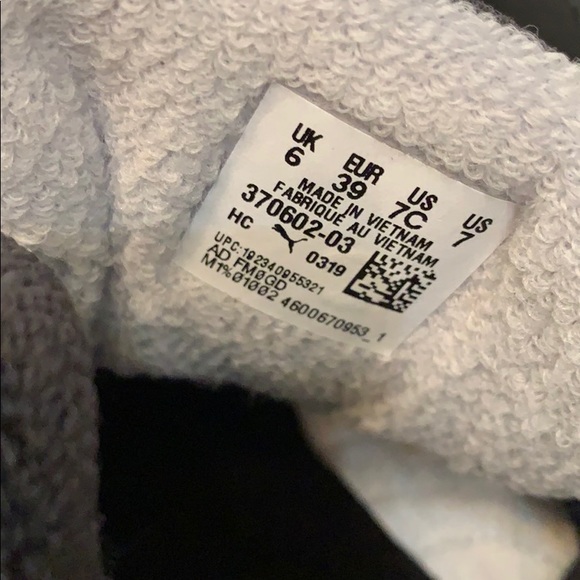 UK EUR US US
6 39 7C 7
MADE IN VIETNAM
FABRIQUÉ AU VIETNAM
370602-03
HC 0319
UPC:192340955321
AD FM0GD
MT%01002 4600670953_1